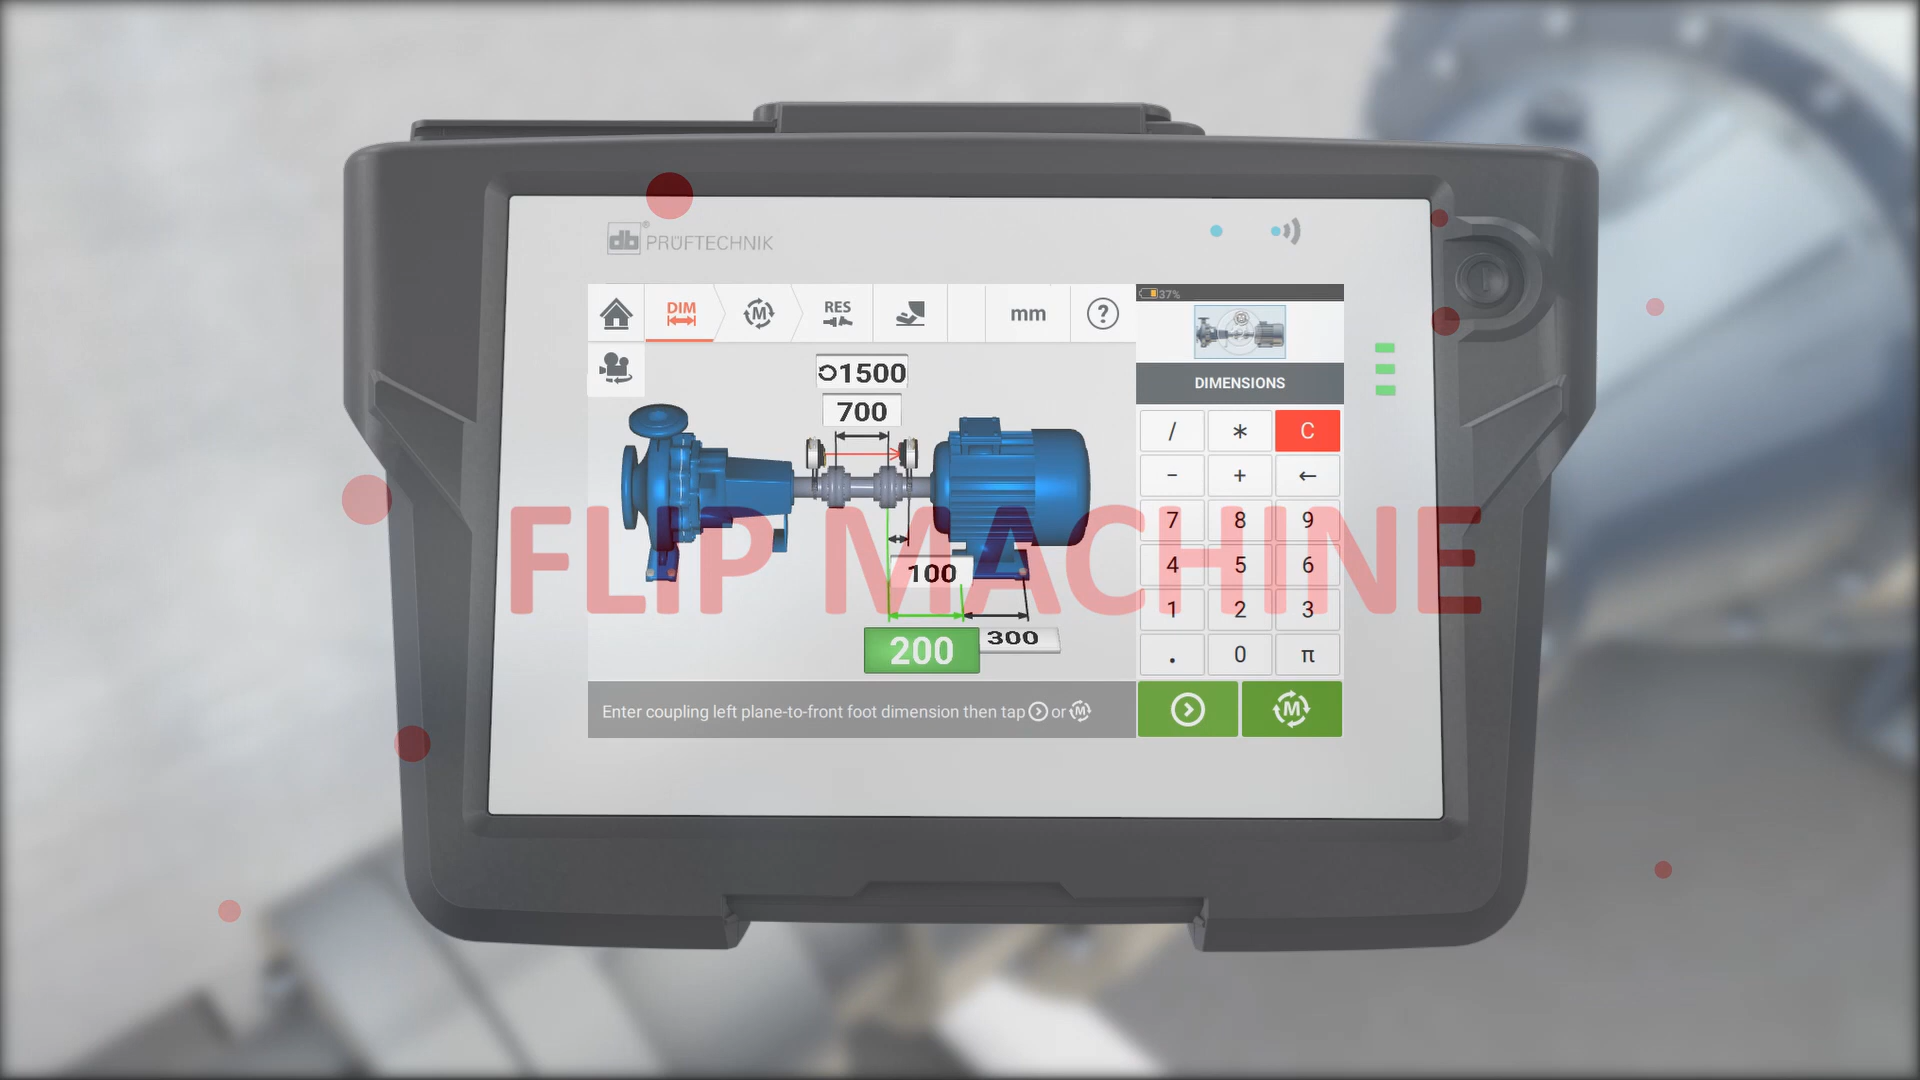 db® PRÜFTECHNIK
DIM
M
RES
mm
?
37%
1500
700
DIMENSIONS
/ * C
- + ←
7 8 9
4 5 6
1 2 3
. 0 π
100
200
300
FLIP MACHINE
Enter coupling left plane-to-front foot dimension then tap or M
M